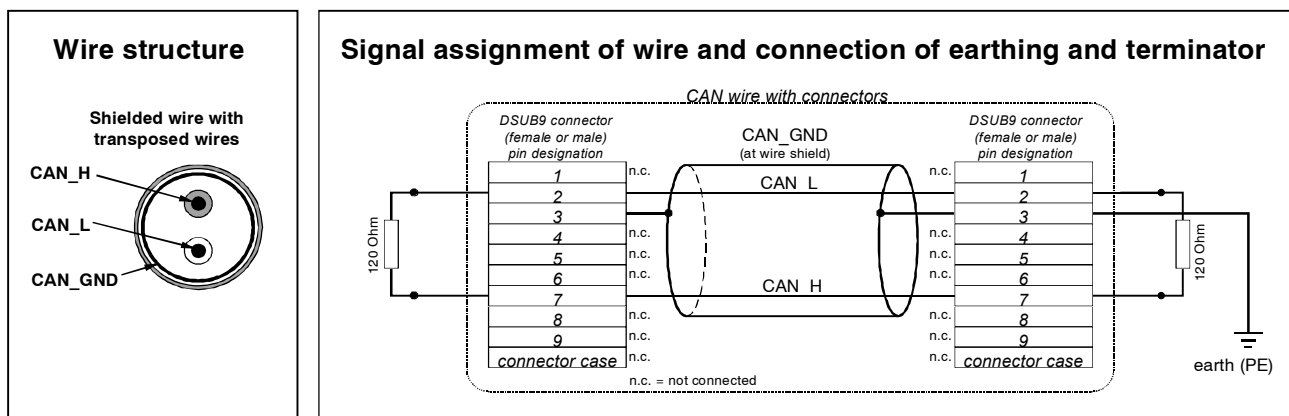 Wire structure
Shielded wire with
transposed wires
CAN_H
CAN_L
CAN_GND
Signal assignment of wire and connection of earthing and terminator
CAN wire with connectors
DSUB9 connector
(female or male)
pin designation
CAN_GND
(at wire shield)
DSUB9 connector
(female or male)
pin designation
1 n.c. n.c. 1
2 CAN_L 2
3 3
4 n.c. n.c. 4
5 n.c. n.c. 5
6 n.c. n.c. 6
7 CAN_H 7
8 n.c. n.c. 8
9 n.c. n.c. 9
connector case n.c. n.c. connector case
120 Ohm
120 Ohm
n.c. = not connected
earth (PE)